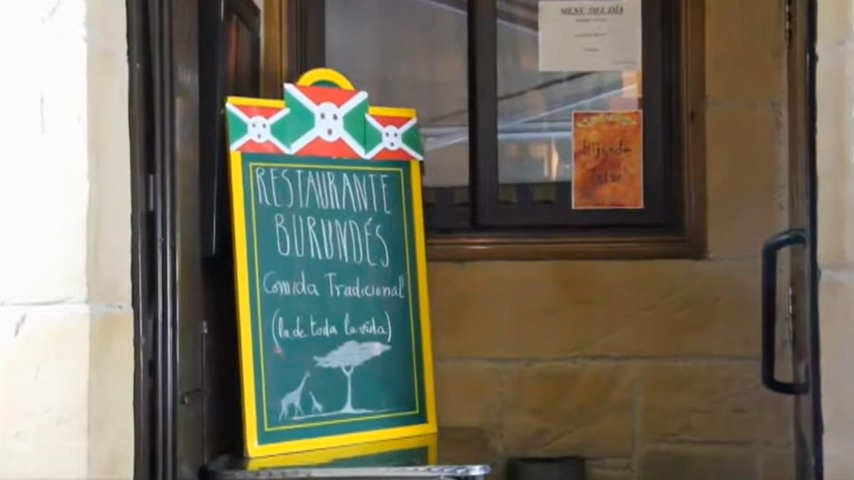 MENÚ DEL DÍA
RESTAURANTE
BURUNDÉS
Comida Tradicional
(la de toda la vida)